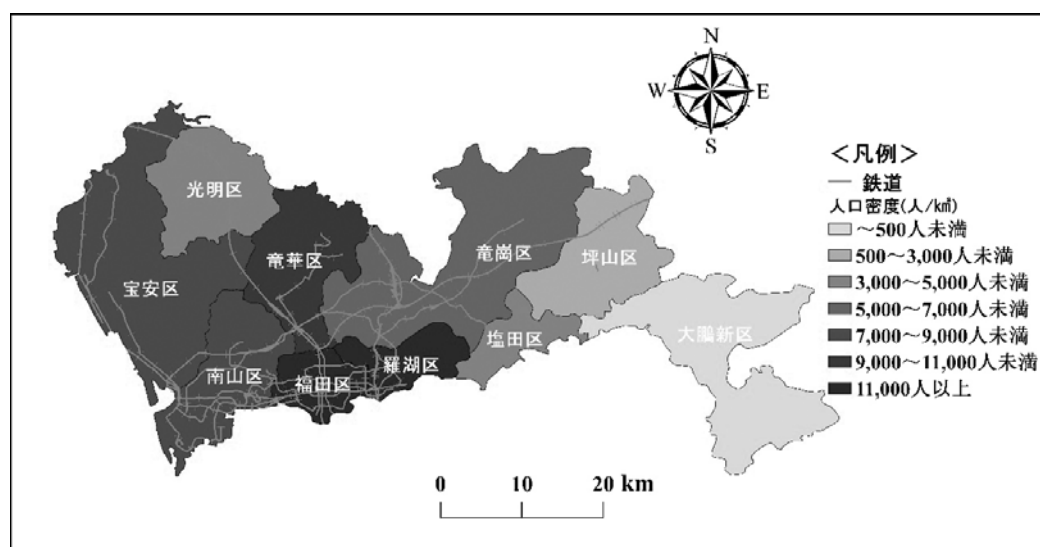 N
W E
S
<凡例>
鉄道
人口密度(人/k㎡)
~500人未満
500~3,000人未満
3,000~5,000人未満
5,000~7,000人未満
7,000~9,000人未満
9,000~11,000人未満
11,000人以上
光明区
竜華区
竜崗区
坪山区
宝安区
塩田区
大鵬新区
南山区
福田区
羅湖区
0 10 20 km